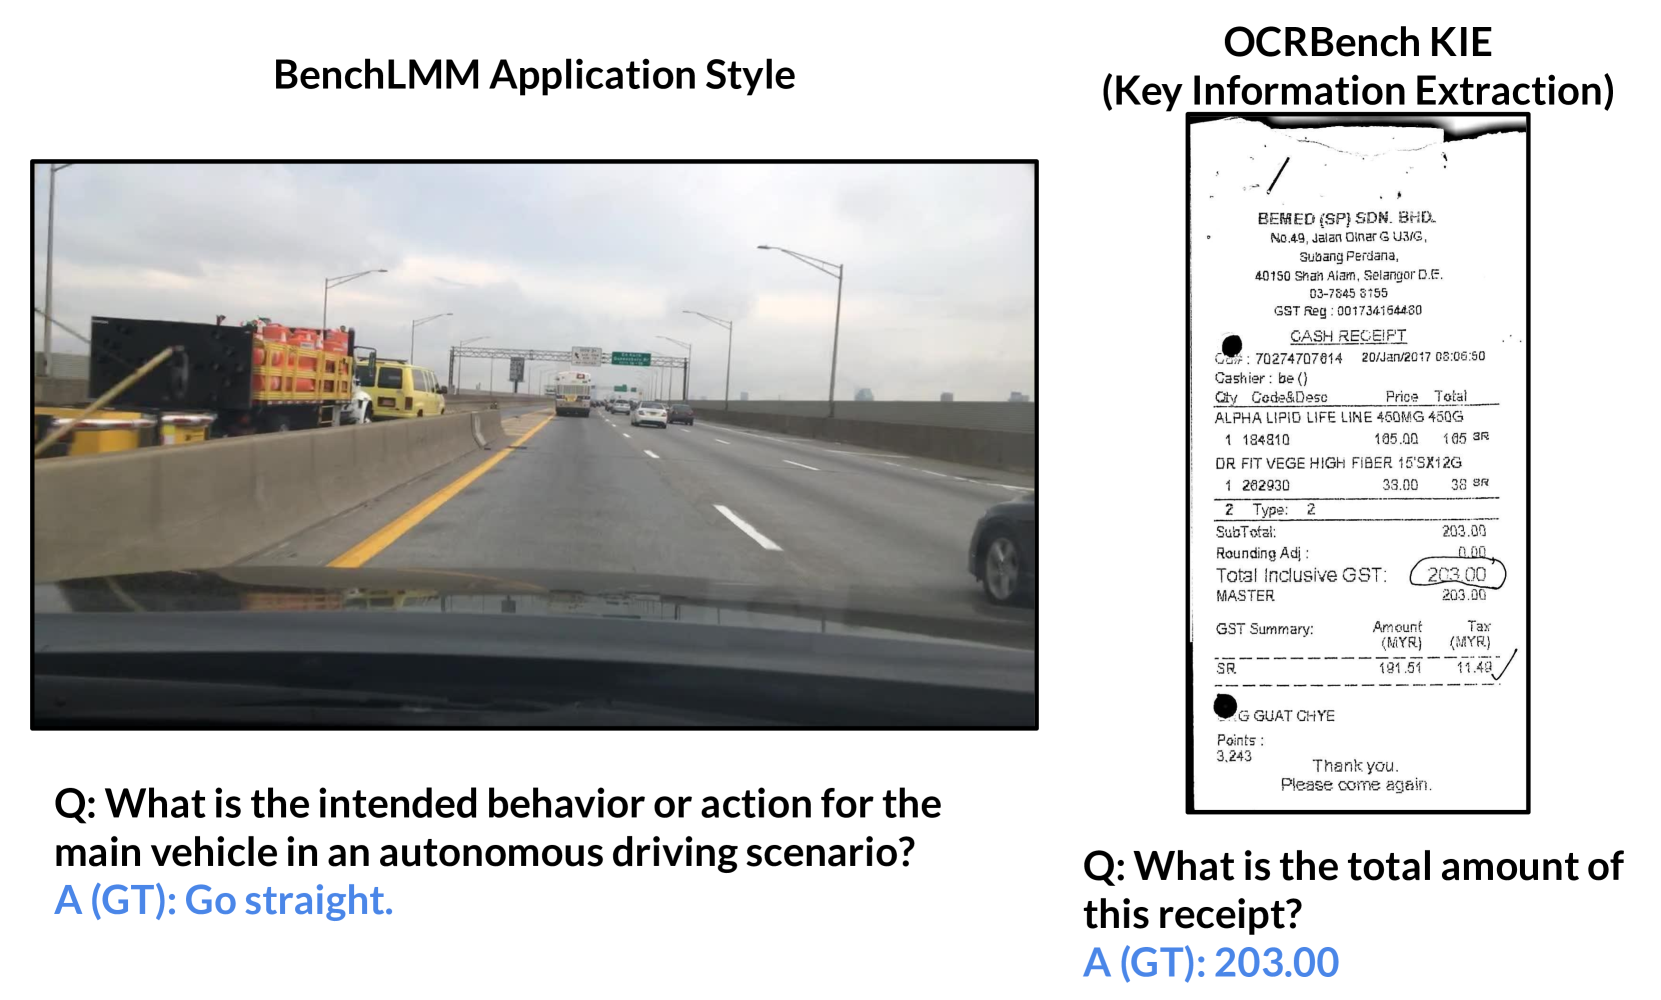 BenchLMM Application Style
Q: What is the intended behavior or action for the
main vehicle in an autonomous driving scenario?
A (GT): Go straight.
OCRBench KIE
(Key Information Extraction)
BEMED (SP) SDN. BHD.
No.49, Jalan Dinar G U3/G,
Subang Perdana,
40150 Shah Alam, Selangor D.E.
03-7845 8155
GST Reg : 001734164480
CASH RECEIPT
: 70274707614 20/Jan/2017 08:06:50
Cashier : be ()
Qty Code&Desc Price Total
ALPHA LIPID LIFE LINE 450MG 450G
1 184810 165.00 165 SR
DR FIT VEGE HIGH FIBER 15'SX12G
1 262930 38.00 38 SR
2 Type: 2
SubTotal: 203.00
Rounding Adj : 0.00
Total Inclusive GST: 203.00
MASTER 203.00
GST Summary: Amount Tax
(MYR) (MYR)
SR 191.51 11.49
GUAT CHYE
Points :
3,243
Thank you.
Please come again.
Q: What is the total amount of
this receipt?
A (GT): 203.00